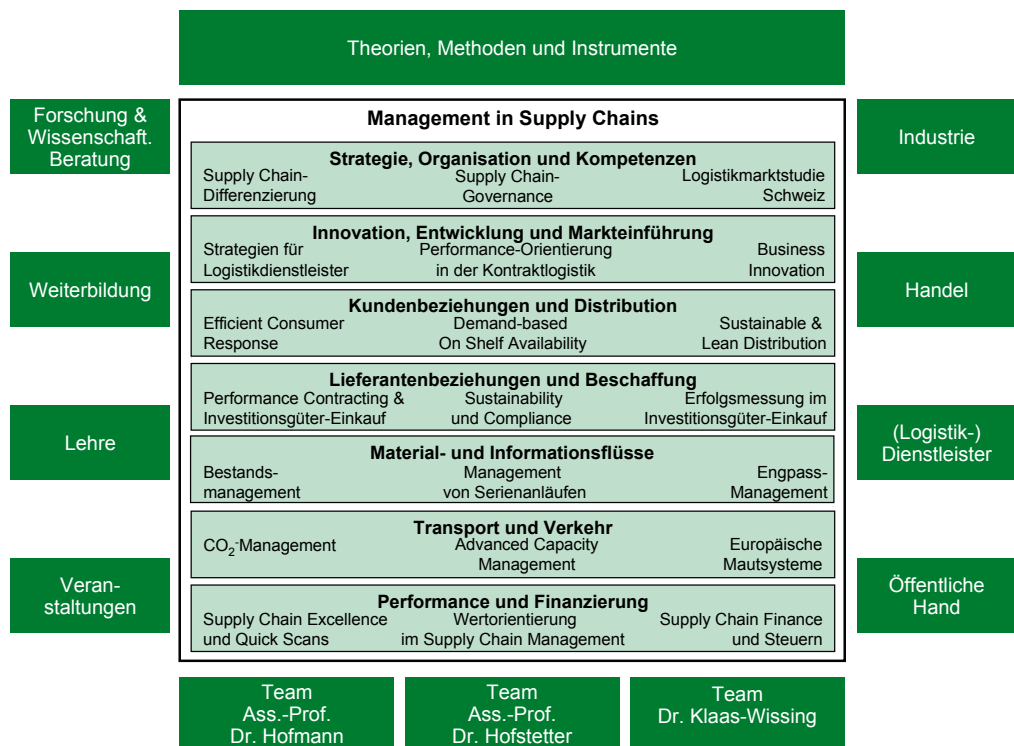 Theorien, Methoden und Instrumente
Forschung &
Wissenschaft.
Beratung
Weiterbildung
Lehre
Veran-
staltungen
Management in Supply Chains
Strategie, Organisation und Kompetenzen
Supply Chain-
Differenzierung
Supply Chain-
Governance
Logistikmarktstudie
Schweiz
Innovation, Entwicklung und Markteinführung
Strategien für
Logistikdienstleister
Performance-Orientierung
in der Kontraktlogistik
Business
Innovation
Kundenbeziehungen und Distribution
Efficient Consumer
Response
Demand-based
On Shelf Availability
Sustainable &
Lean Distribution
Lieferantenbeziehungen und Beschaffung
Performance Contracting &
Investitionsgüter-Einkauf
Sustainability
und Compliance
Erfolgsmessung im
Investitionsgüter-Einkauf
Material- und Informationsflüsse
Bestands-
management
Management
von Serienanläufen
Engpass-
Management
Transport und Verkehr
CO2-Management
Advanced Capacity
Management
Europäische
Mautsysteme
Performance und Finanzierung
Supply Chain Excellence
und Quick Scans
Wertorientierung
im Supply Chain Management
Supply Chain Finance
und Steuern
Industrie
Handel
(Logistik-)
Dienstleister
Öffentliche
Hand
Team
Ass.-Prof.
Dr. Hofmann
Team
Ass.-Prof.
Dr. Hofstetter
Team
Dr. Klaas-Wissing